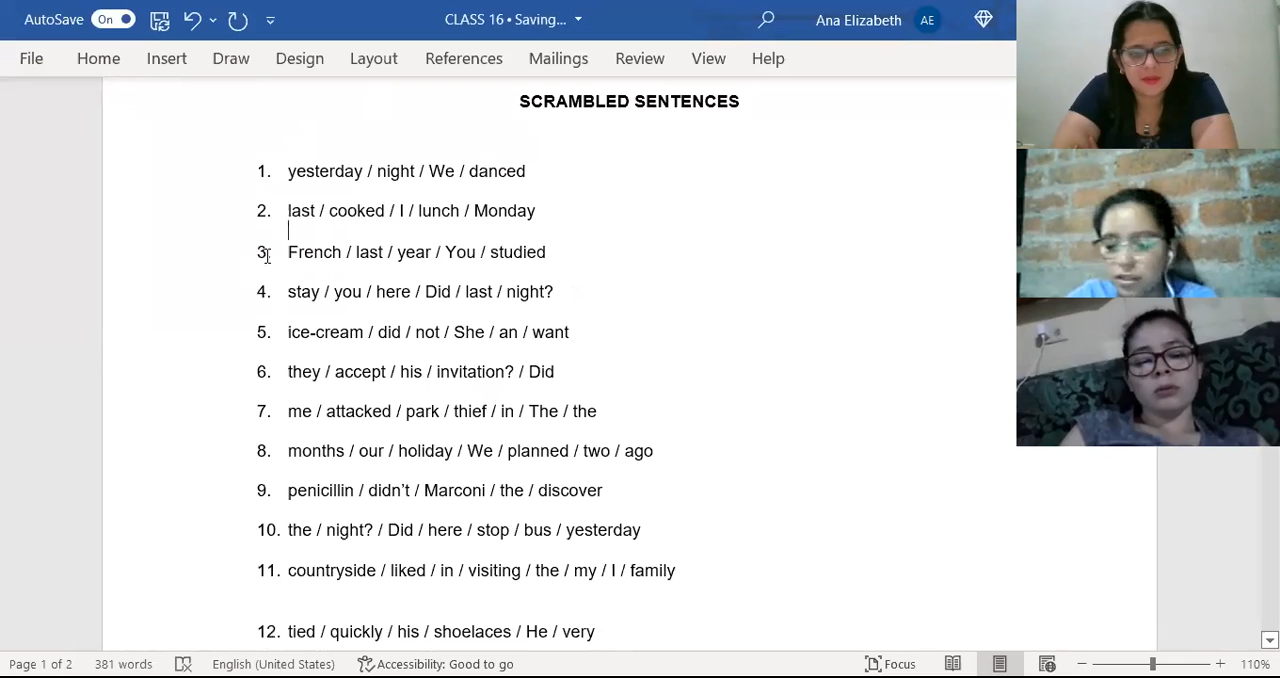 AutoSave On CLASS 16 • Saving... Ana Elizabeth AE
File Home Insert Draw Design Layout References Mailings Review View Help
SCRAMBLED SENTENCES
1. yesterday / night / We / danced
2. last / cooked / I / lunch / Monday
3. French / last / year / You / studied
4. stay / you / here / Did / last / night?
5. ice-cream / did / not / She / an / want
6. they / accept / his / invitation? / Did
7. me / attacked / park / thief / in / The / the
8. months / our / holiday / We / planned / two / ago
9. penicillin / didn’t / Marconi / the / discover
10. the / night? / Did / here / stop / bus / yesterday
11. countryside / liked / in / visiting / the / my / I / family
12. tied / quickly / his / shoelaces / He / very
Page 1 of 2 381 words English (United States) Accessibility: Good to go Focus 110%